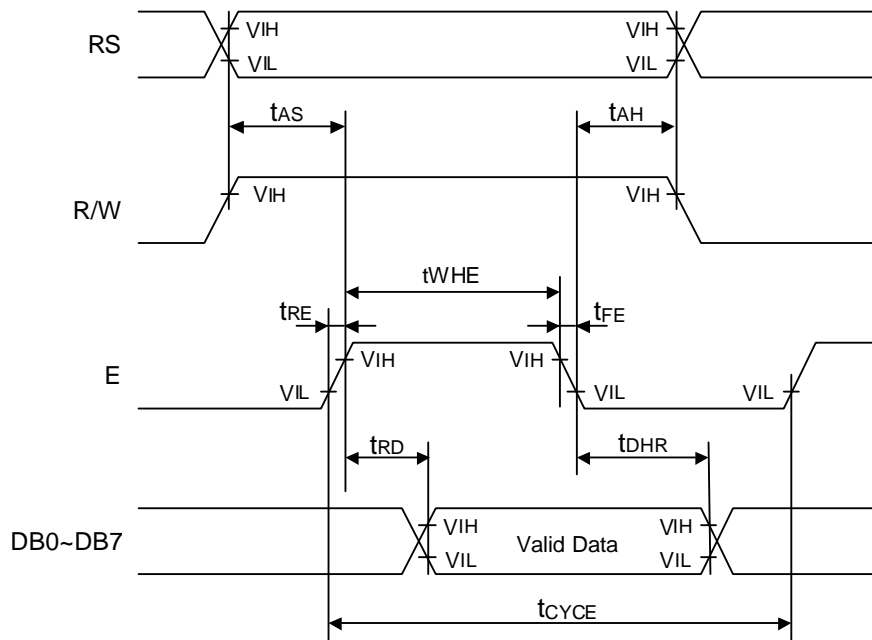 RS
VIH
VIH
VIL
VIL
tAS
tAH
R/W
VIH
VIH
tWHE
tRE
tFE
E
VIH
VIH
VIL
VIL
VIL
tRD
tDHR
DB0~DB7
VIH
VIH
Valid Data
VIL
VIL
tCYCE